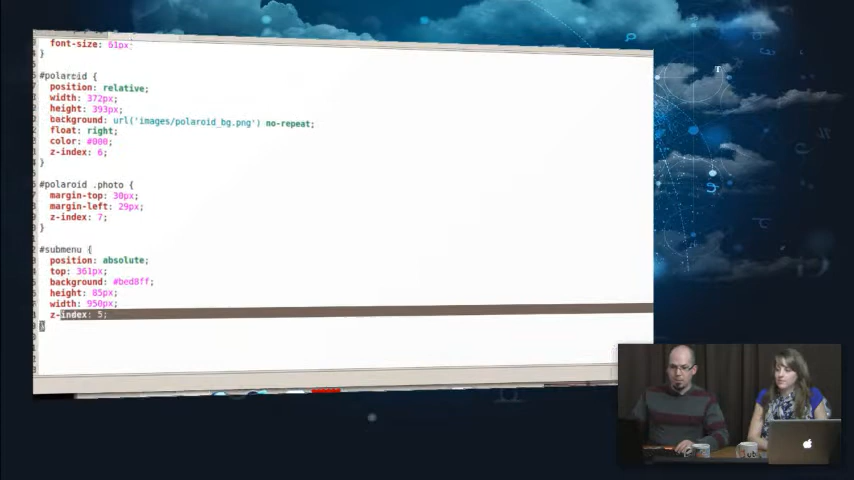 font-size: 61px;
}
#polaroid {
position: relative;
width: 372px;
height: 393px;
background: url('images/polaroid_bg.png') no-repeat;
float: right;
color: #000;
z-index: 6;
}
#polaroid .photo {
margin-top: 30px;
margin-left: 29px;
z-index: 7;
}
#submenu {
position: absolute;
top: 361px;
background: #bed8ff;
height: 85px;
width: 950px;
z-index: 5;
}